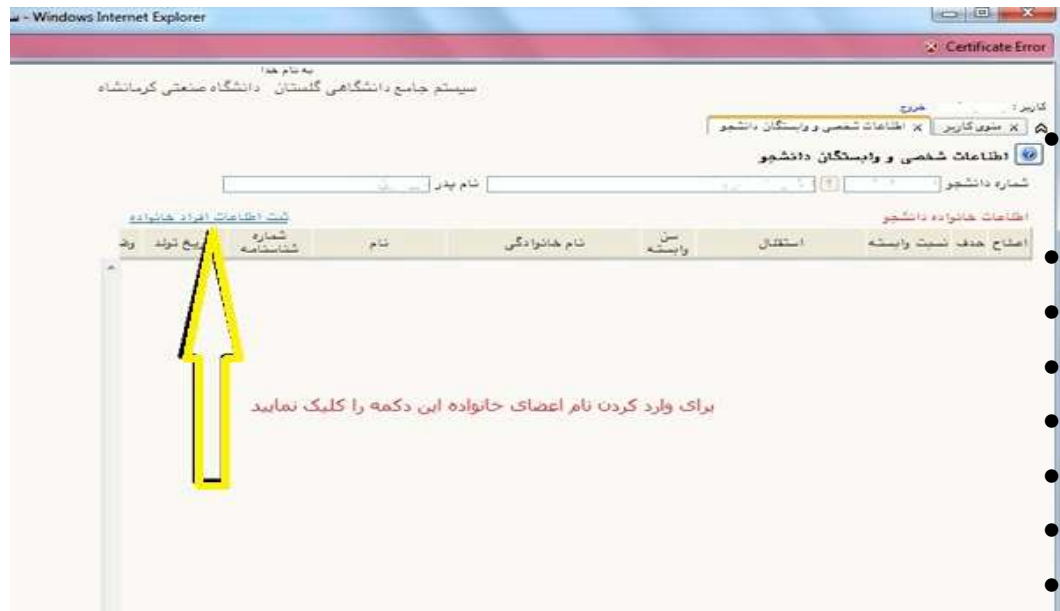 - Windows Internet Explorer
Certificate Error
به نام خدا
سیستم جامع دانشگاهی گلستان دانشگاه صنعتی کرمانشاه
کاربر : خروج
منوی کاربر x اطلاعات شخصی و وابستگان دانشجو x
اطلاعات شخصی و وابستگان دانشجو
شماره دانشجو نام پدر
اطلاعات خانواده دانشجو ثبت اطلاعات افراد خانواده
اصلاح حذف نسبت وابسته اشتغال سن وابسته نام خانوادگی نام شماره شناسنامه تولد
برای وارد کردن نام اعضای خانواده این دکمه را کلیک نمایید